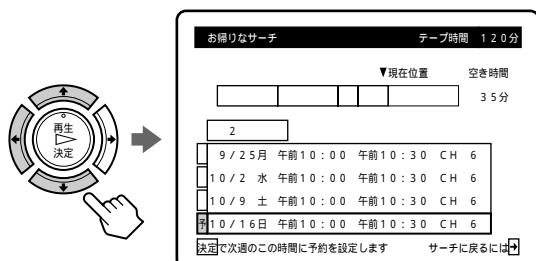 お帰りなサーチ テープ時間 120分
▼現在位置 空き時間
35分
再生
決定
2
9/25月 午前10:00 午前10:30 CH 6
10/2 水 午前10:00 午前10:30 CH 6
10/9 土 午前10:00 午前10:30 CH 6
予10/16日 午前10:00 午前10:30 CH 6
決定で次週のこの時間に予約を設定します サーチに戻るには→